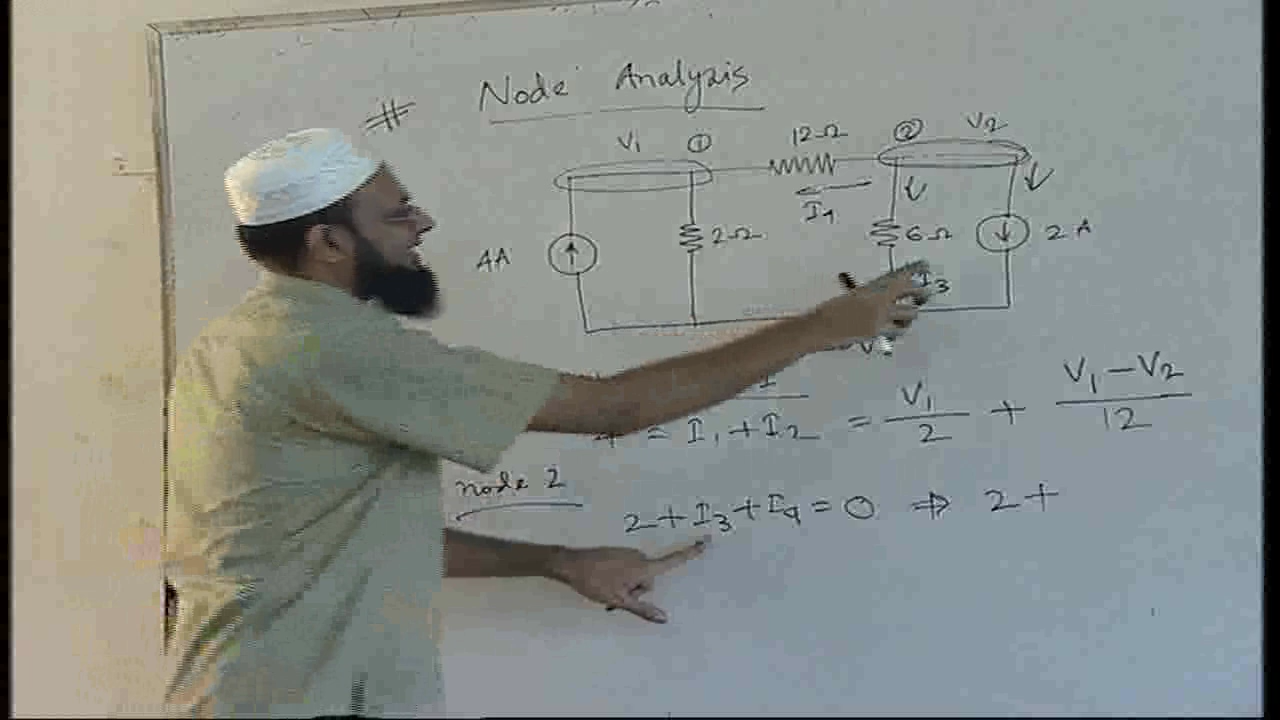 Node Analysis
V1 ① 12Ω ② V2
I4
4A 2Ω 6Ω 2A
I3
I
4 = I1 + I2 = V1/2 + (V1 - V2)/12
node 2
2 + I3 + I4 = 0 ⇒ 2 +